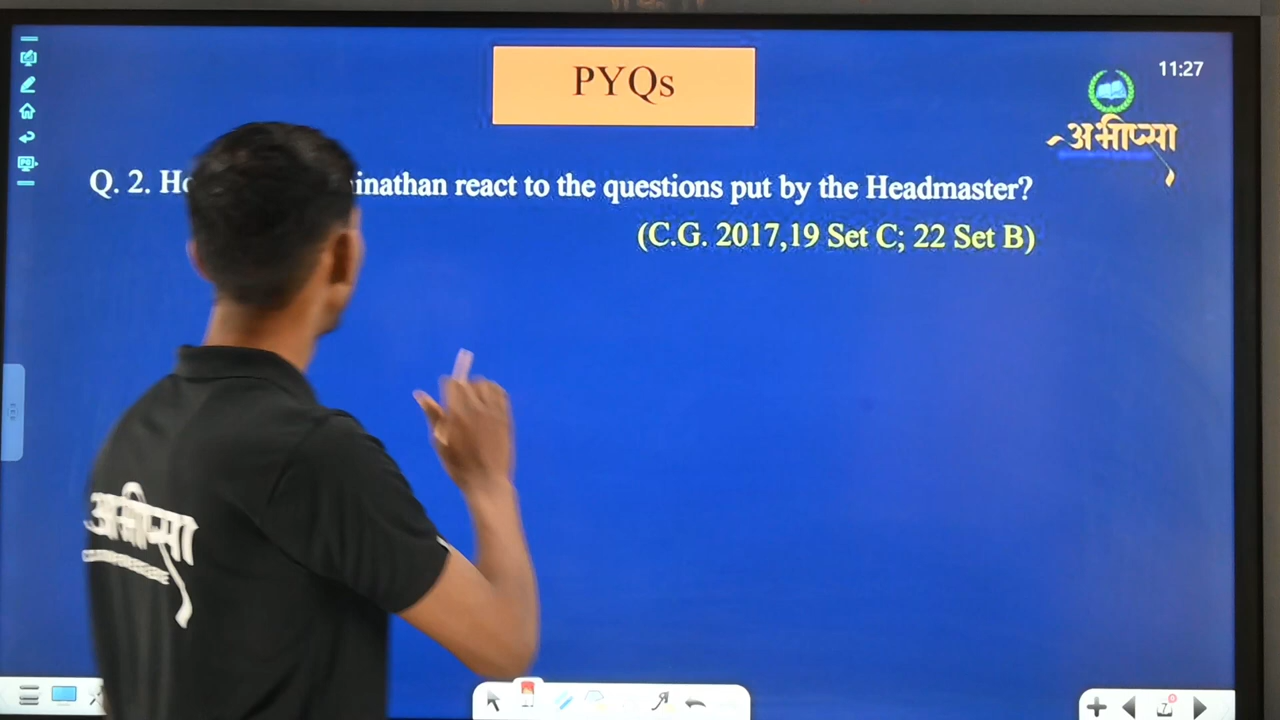 PYQs
11:27
अभीप्सा
Q. 2. Ho inathan react to the questions put by the Headmaster?
(C.G. 2017,19 Set C; 22 Set B)
अभीप्सा